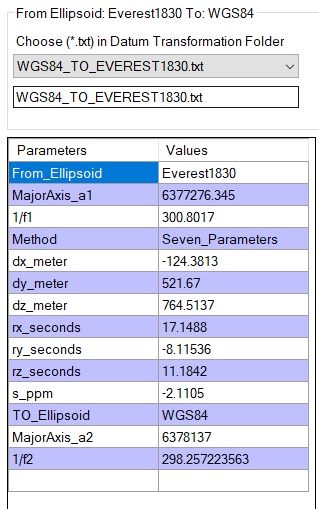 From Ellipsoid: Everest1830 To: WGS84
Choose (*.txt) in Datum Transformation Folder
WGS84_TO_EVEREST1830.txt
WGS84_TO_EVEREST1830.txt
Parameters Values
From_Ellipsoid Everest1830
MajorAxis_a1 6377276.345
1/f1 300.8017
Method Seven_Parameters
dx_meter -124.3813
dy_meter 521.67
dz_meter 764.5137
rx_seconds 17.1488
ry_seconds -8.11536
rz_seconds 11.1842
s_ppm -2.1105
TO_Ellipsoid WGS84
MajorAxis_a2 6378137
1/f2 298.257223563